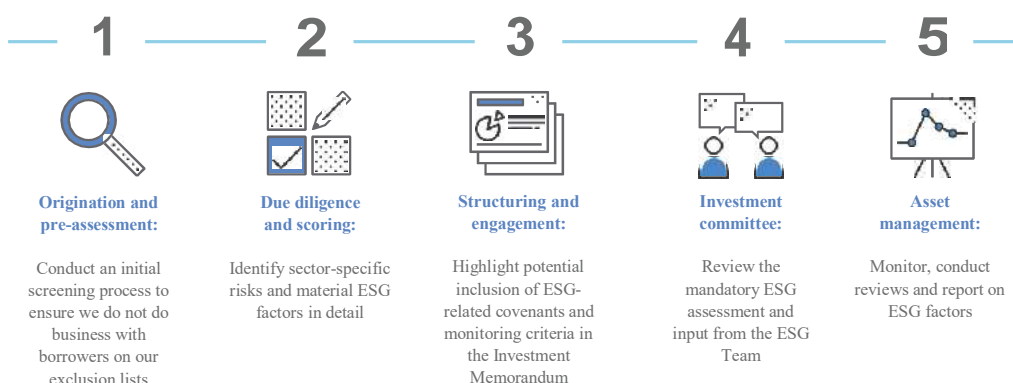 1
2
3
4
5
Origination and
pre-assessment:
Conduct an initial
screening process to
ensure we do not do
business with
borrowers on our
exclusion lists
Due diligence
and scoring:
Identify sector-specific
risks and material ESG
factors in detail
Structuring and
engagement:
Highlight potential
inclusion of ESG-
related covenants and
monitoring criteria in
the Investment
Memorandum
Investment
committee:
Review the
mandatory ESG
assessment and
input from the ESG
Team
Asset
management:
Monitor, conduct
reviews and report on
ESG factors